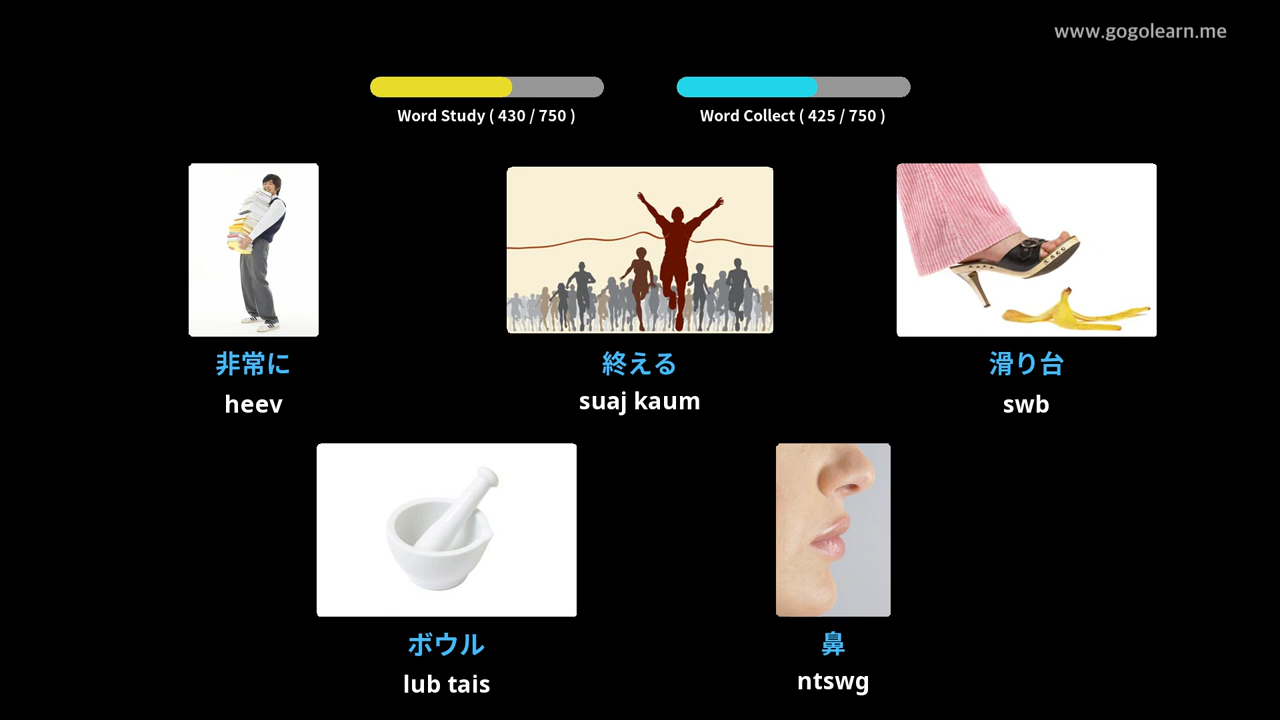 www.gogolearn.me
Word Study ( 430 / 750 )
Word Collect ( 425 / 750 )
非常に
heev
終える
suaj kaum
滑り台
swb
ボウル
lub tais
鼻
ntswg